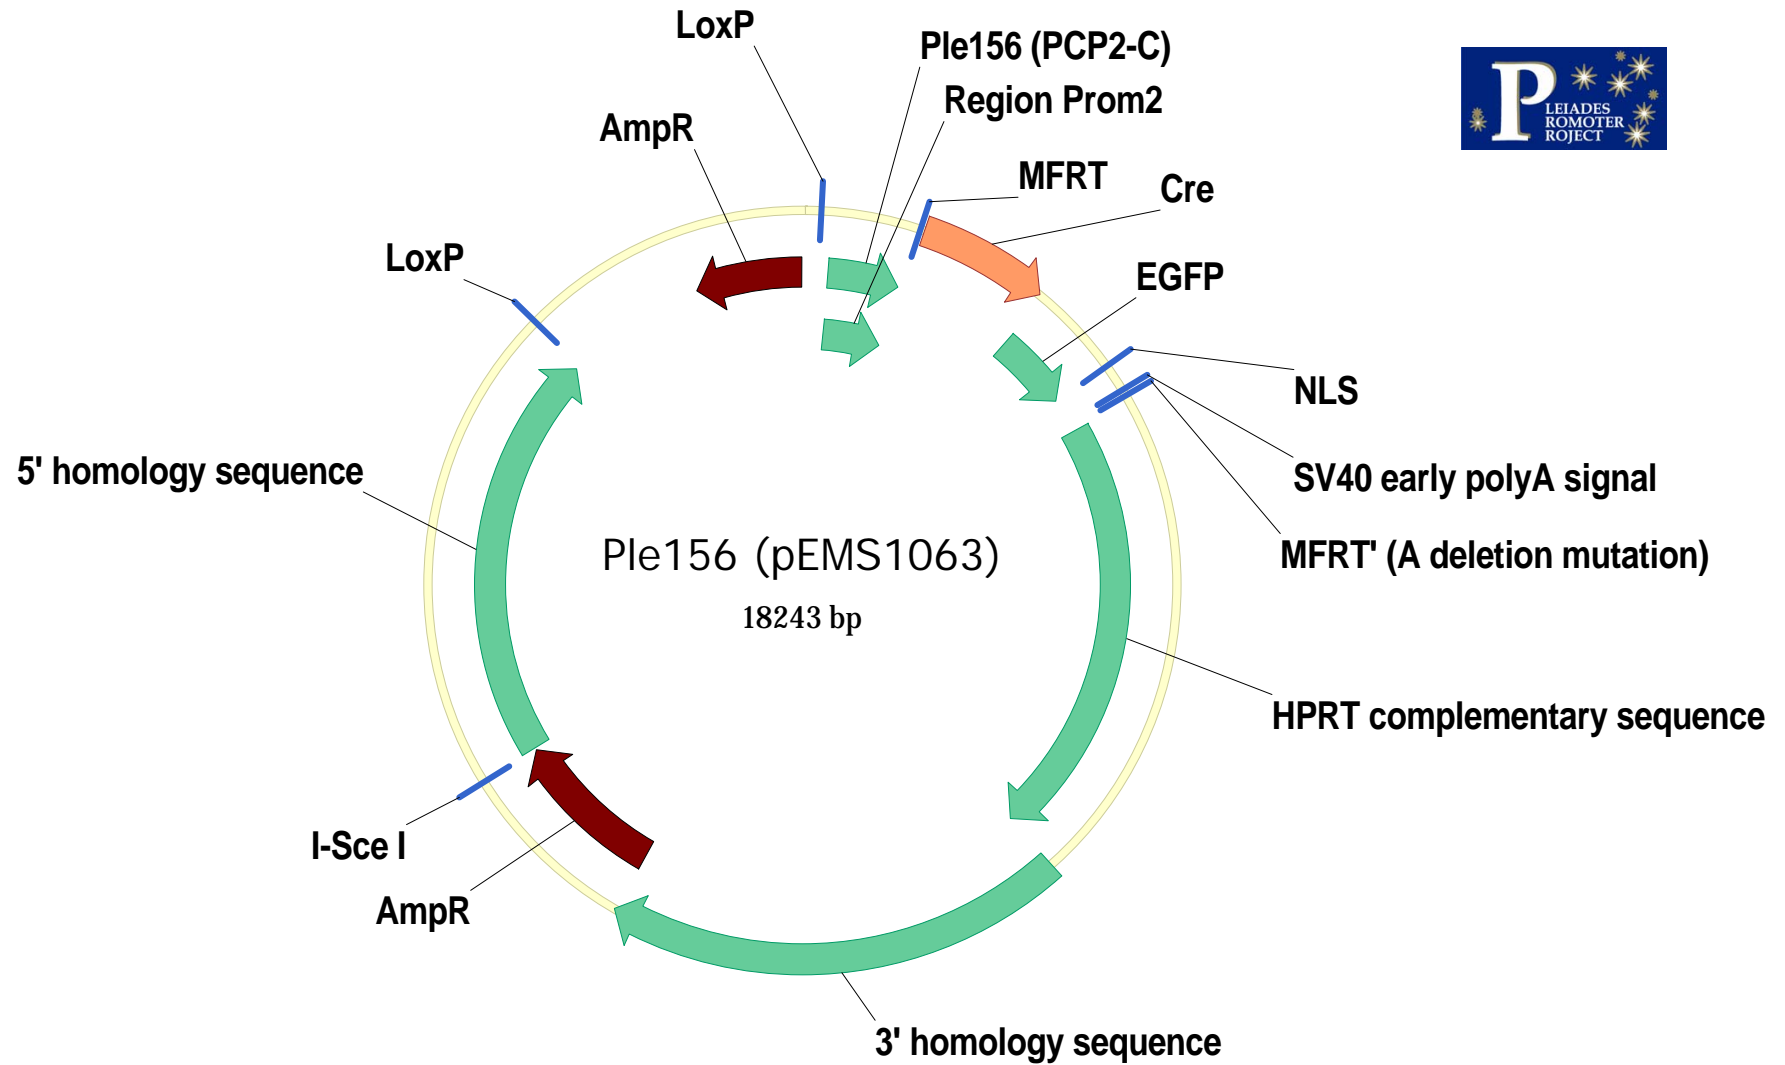 LoxP
Ple156 (PCP2-C)
Region Prom2
AmpR
MFRT
Cre
LoxP
EGFP
NLS
5' homology sequence
SV40 early polyA signal
MFRT' (A deletion mutation)
Ple156 (pEMS1063)
18243 bp
HPRT complementary sequence
I-Sce I
AmpR
3' homology sequence
PLEIADES
PROMOTER
PROJECT